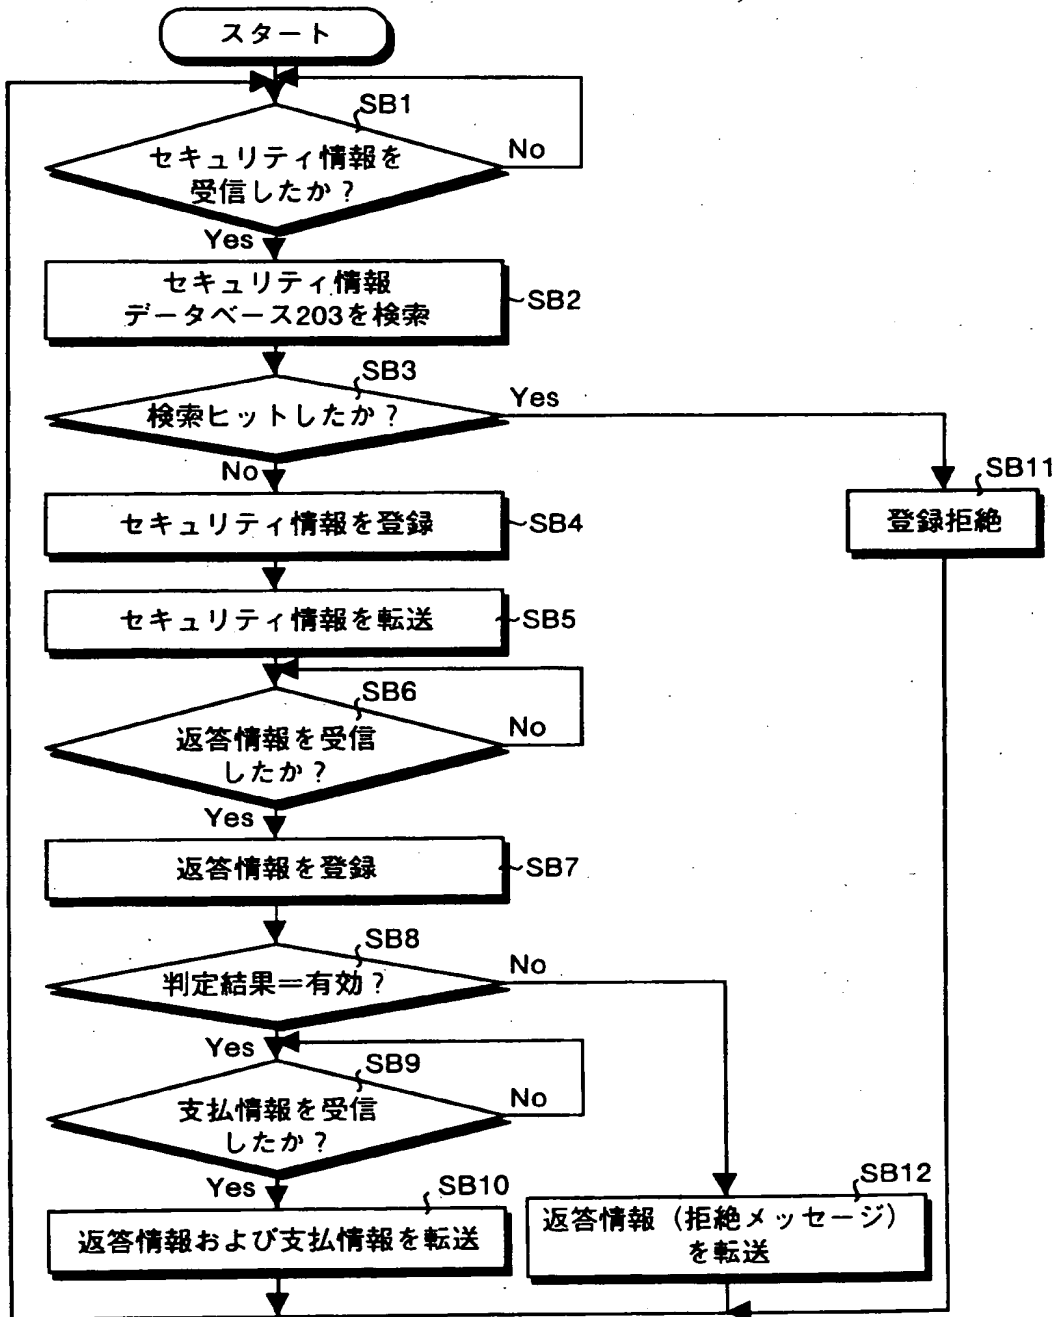 スタート
SB1
セキュリティ情報を
受信したか？
No
Yes
セキュリティ情報
データベース203を検索
SB2
SB3
検索ヒットしたか？
Yes
No
SB11
登録拒絶
セキュリティ情報を登録
SB4
セキュリティ情報を転送
SB5
SB6
返答情報を受信
したか？
No
Yes
返答情報を登録
SB7
SB8
判定結果＝有効？
No
Yes
SB9
支払情報を受信
したか？
No
Yes
SB10
返答情報および支払情報を転送
SB12
返答情報（拒絶メッセージ）
を転送